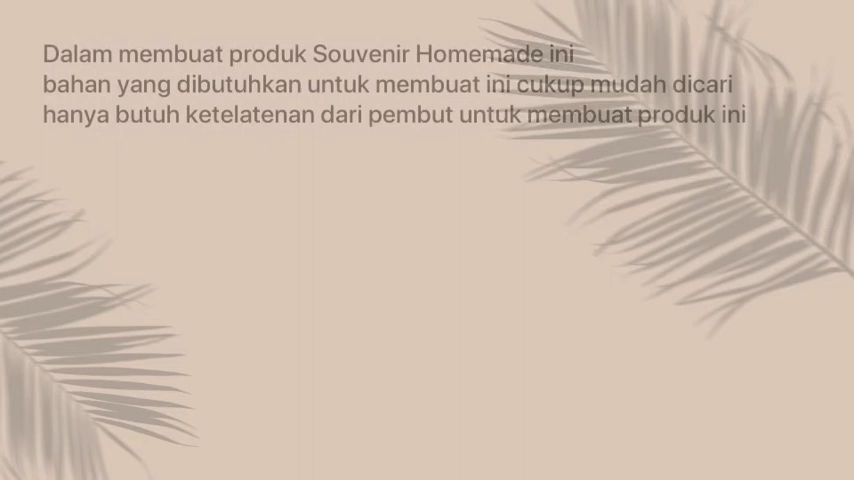 Dalam membuat produk Souvenir Homemade ini
bahan yang dibutuhkan untuk membuat ini cukup mudah dicari
hanya butuh ketelatenan dari pembut untuk membuat produk ini